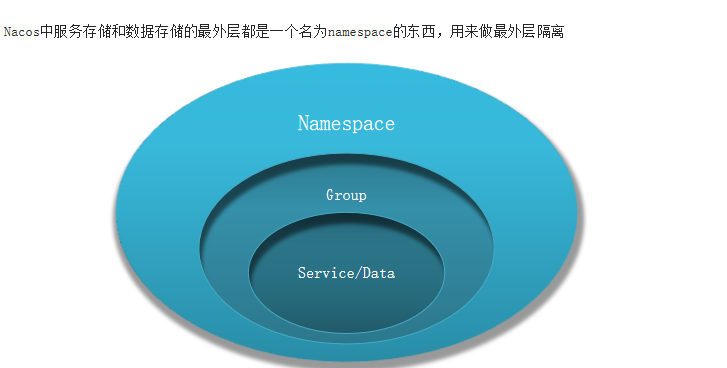 Nacos中服务存储和数据存储的最外层都是一个名为namespace的东西，用来做最外层隔离
Namespace
Group
Service/Data